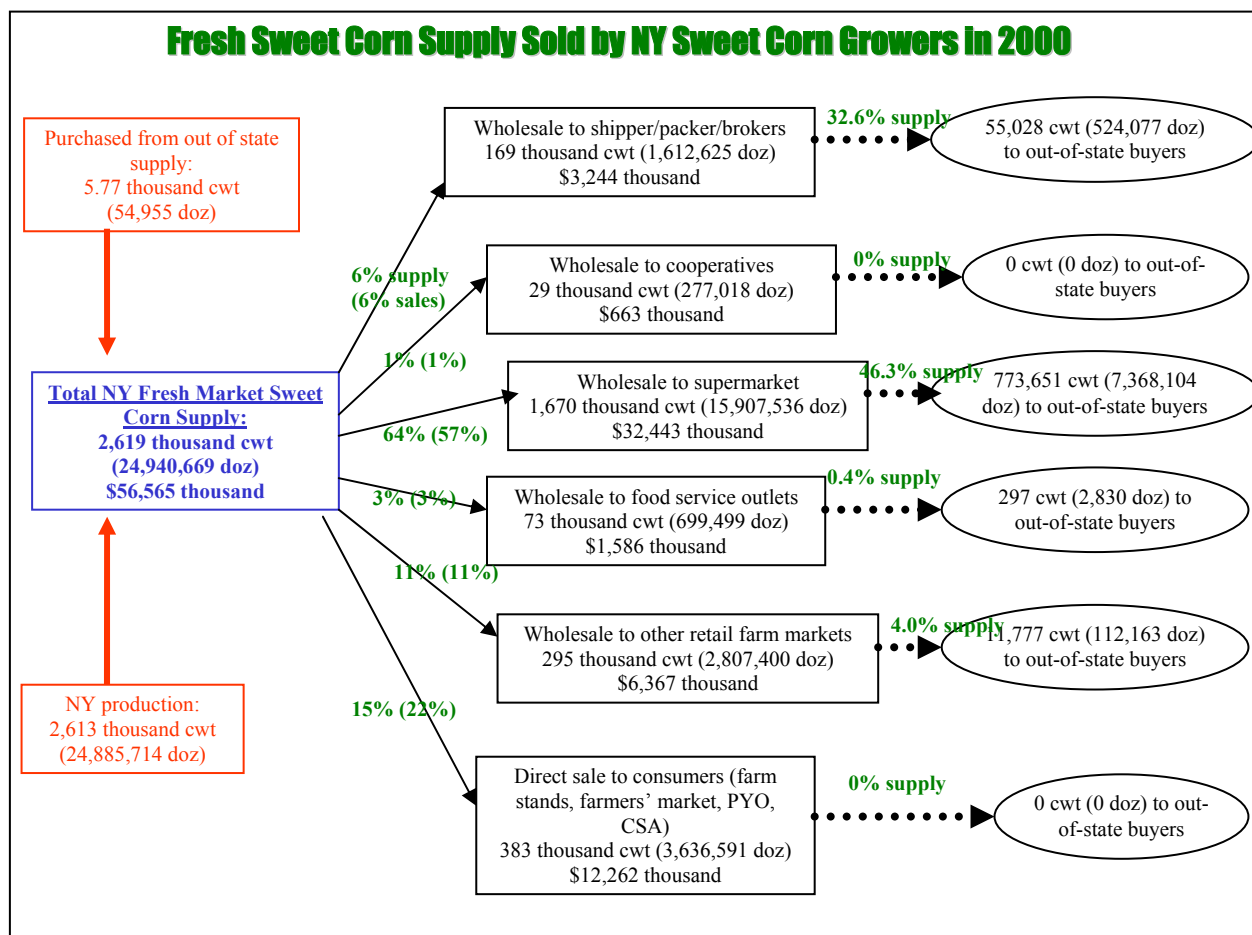 Fresh Sweet Corn Supply Sold by NY Sweet Corn Growers in 2000
Purchased from out of state
supply:
5.77 thousand cwt
(54,955 doz)
Total NY Fresh Market Sweet
Corn Supply:
2,619 thousand cwt
(24,940,669 doz)
$56,565 thousand
NY production:
2,613 thousand cwt
(24,885,714 doz)
6% supply
(6% sales)
Wholesale to shipper/packer/brokers
169 thousand cwt (1,612,625 doz)
$3,244 thousand
32.6% supply
55,028 cwt (524,077 doz)
to out-of-state buyers
1% (1%)
Wholesale to cooperatives
29 thousand cwt (277,018 doz)
$663 thousand
0% supply
0 cwt (0 doz) to out-of-
state buyers
64% (57%)
Wholesale to supermarket
1,670 thousand cwt (15,907,536 doz)
$32,443 thousand
46.3% supply
773,651 cwt (7,368,104
doz) to out-of-state buyers
3% (3%)
Wholesale to food service outlets
73 thousand cwt (699,499 doz)
$1,586 thousand
0.4% supply
297 cwt (2,830 doz) to
out-of-state buyers
11% (11%)
Wholesale to other retail farm markets
295 thousand cwt (2,807,400 doz)
$6,367 thousand
4.0% supply
11,777 cwt (112,163 doz)
to out-of-state buyers
15% (22%)
Direct sale to consumers (farm
stands, farmers’ market, PYO,
CSA)
383 thousand cwt (3,636,591 doz)
$12,262 thousand
0% supply
0 cwt (0 doz) to out-
of-state buyers